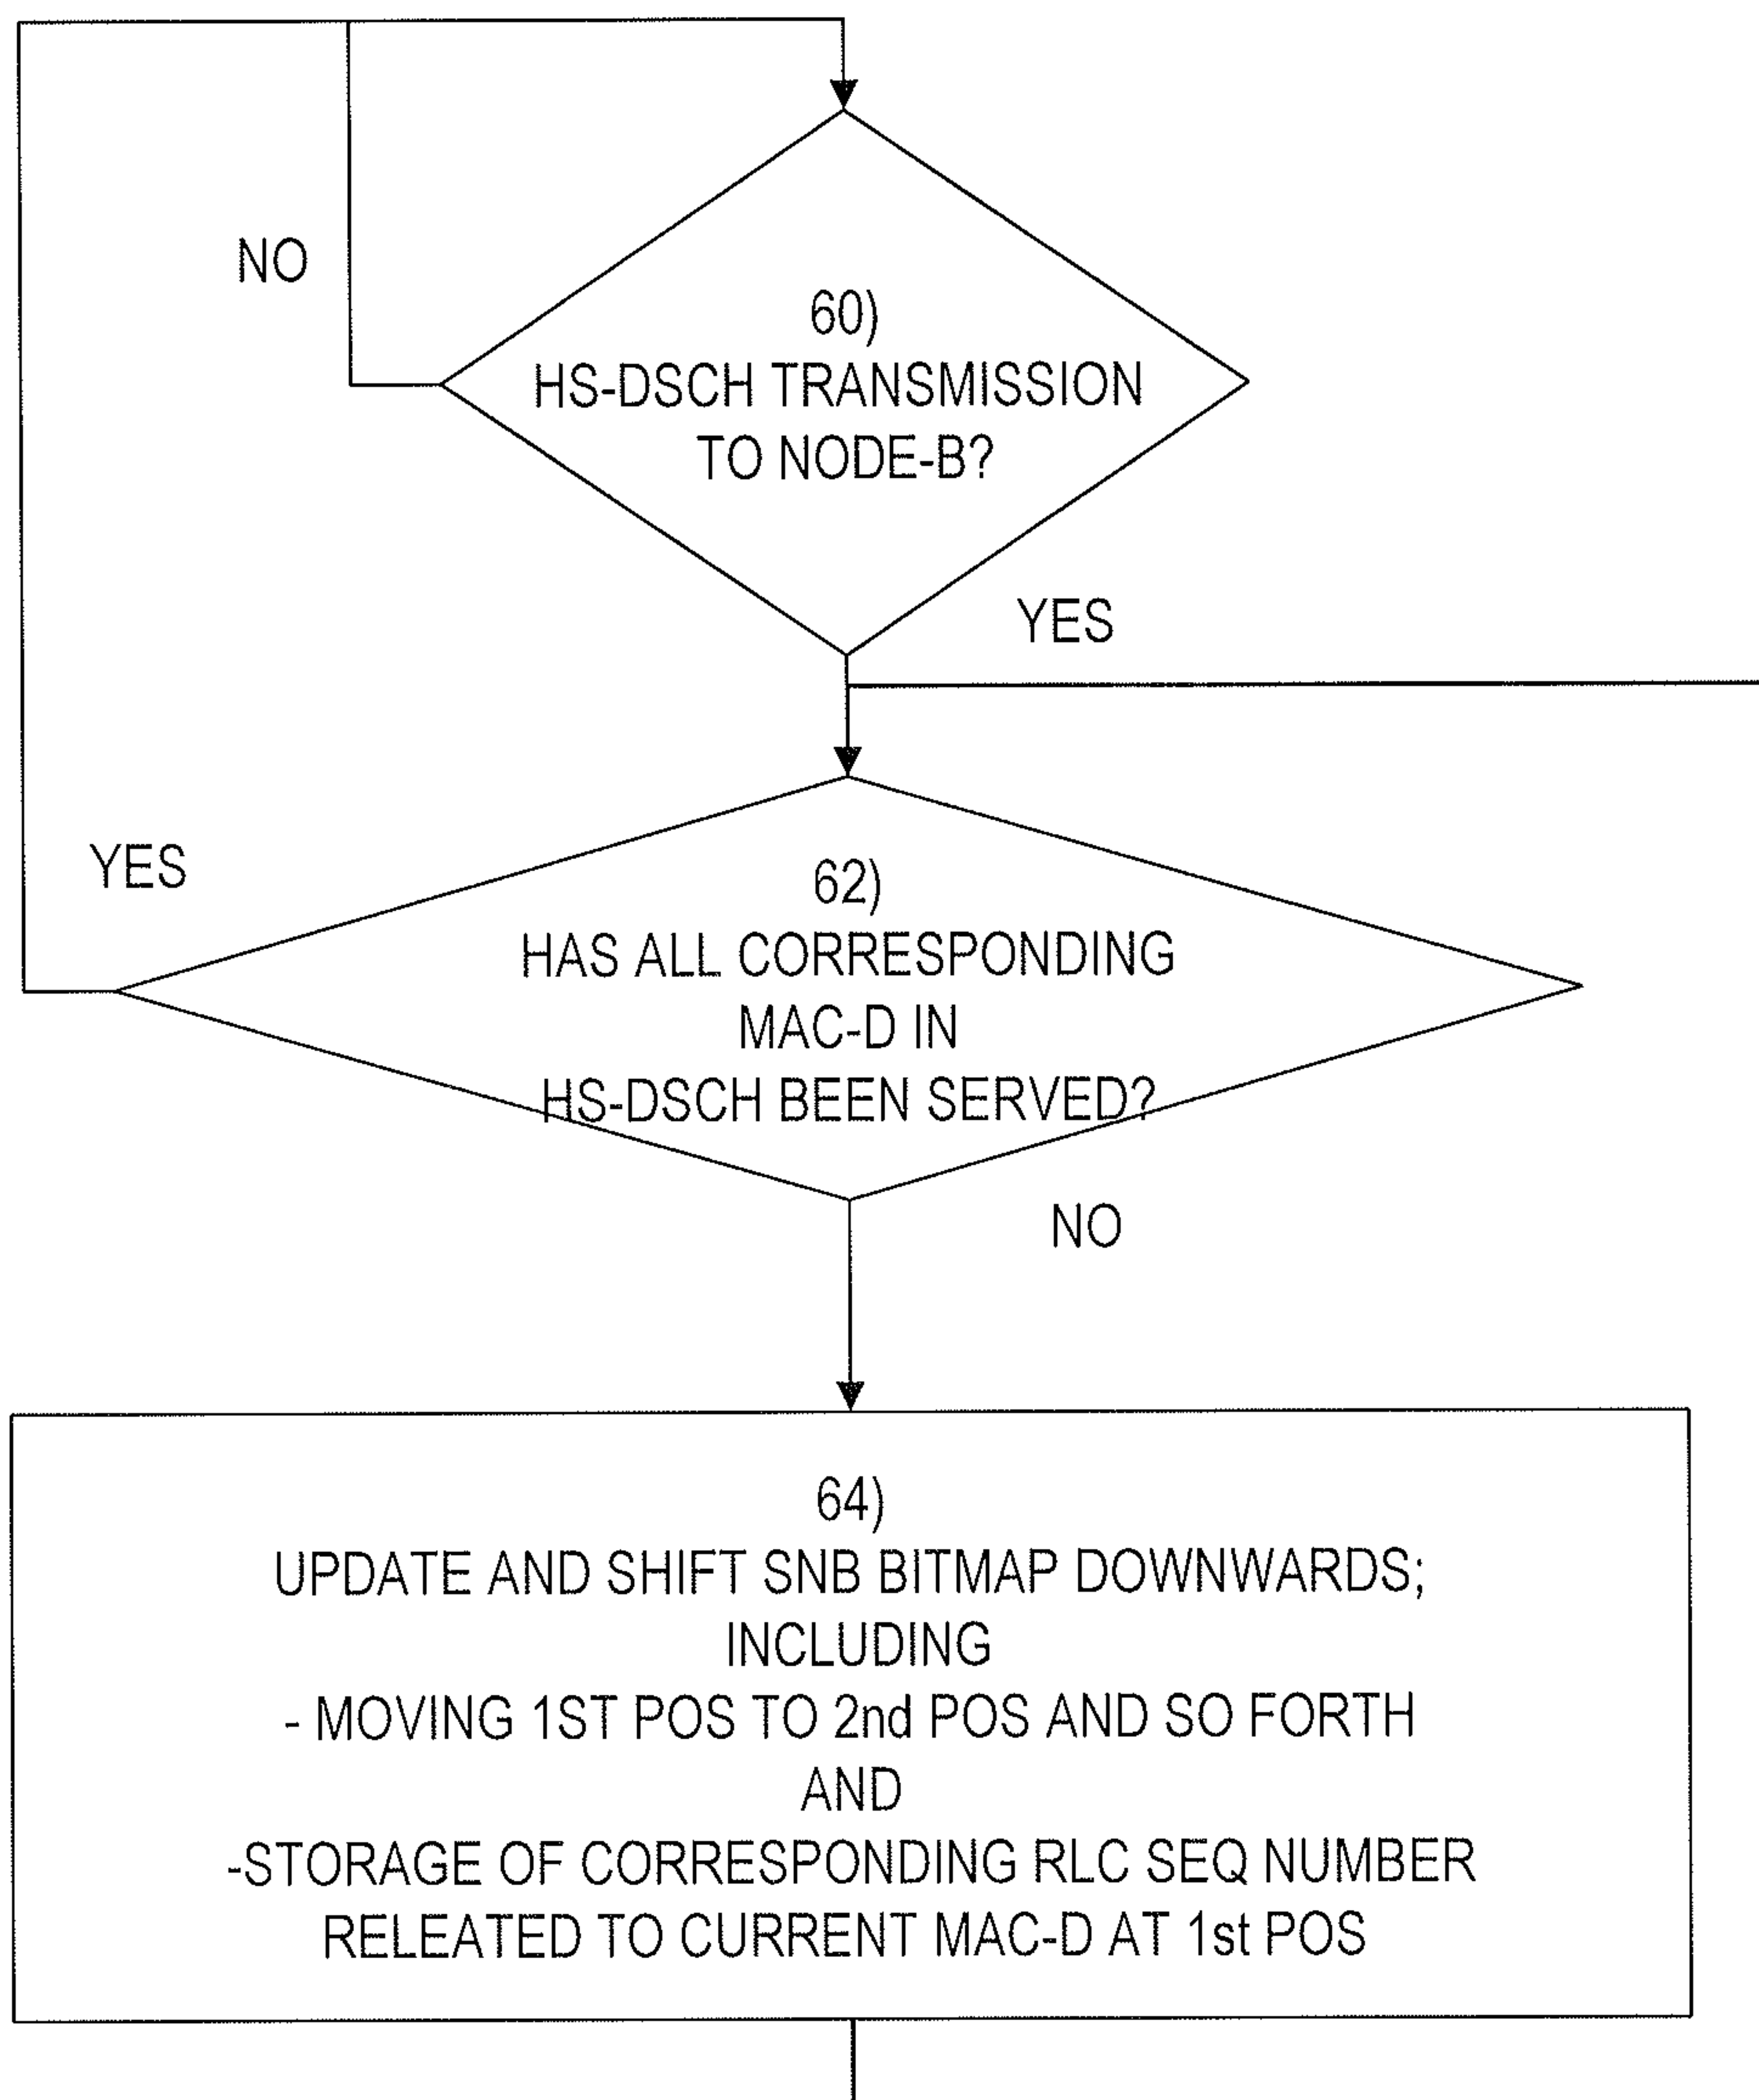 NO
60)
HS-DSCH TRANSMISSION
TO NODE-B?
YES
YES
62)
HAS ALL CORRESPONDING
MAC-D IN
HS-DSCH BEEN SERVED?
NO
64)
UPDATE AND SHIFT SNB BITMAP DOWNWARDS;
INCLUDING
- MOVING 1ST POS TO 2nd POS AND SO FORTH
AND
-STORAGE OF CORRESPONDING RLC SEQ NUMBER
RELEATED TO CURRENT MAC-D AT 1st POS